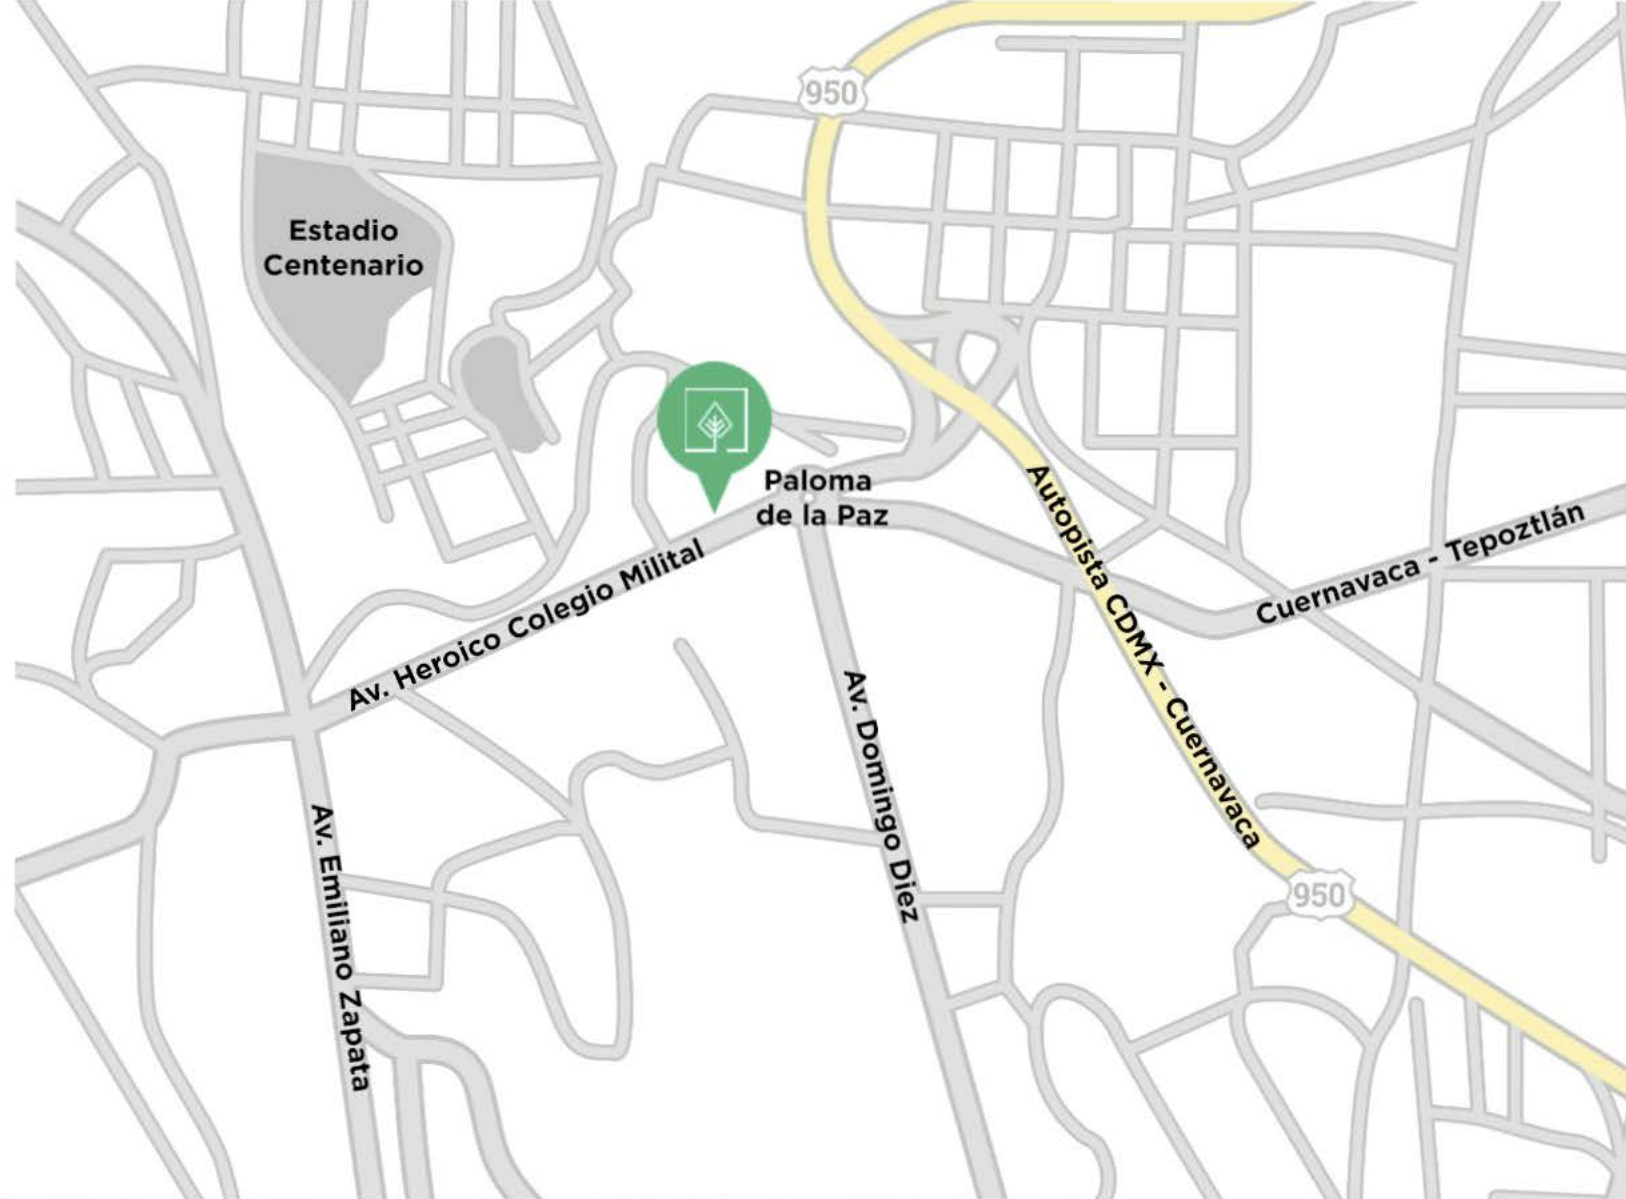 950
Estadio
Centenario
Paloma
de la Paz
Autopista CDMX - Cuernavaca
Cuernavaca - Tepoztlán
Av. Heroico Colegio Milital
Av. Domingo Diez
Av. Emiliano Zapata
950